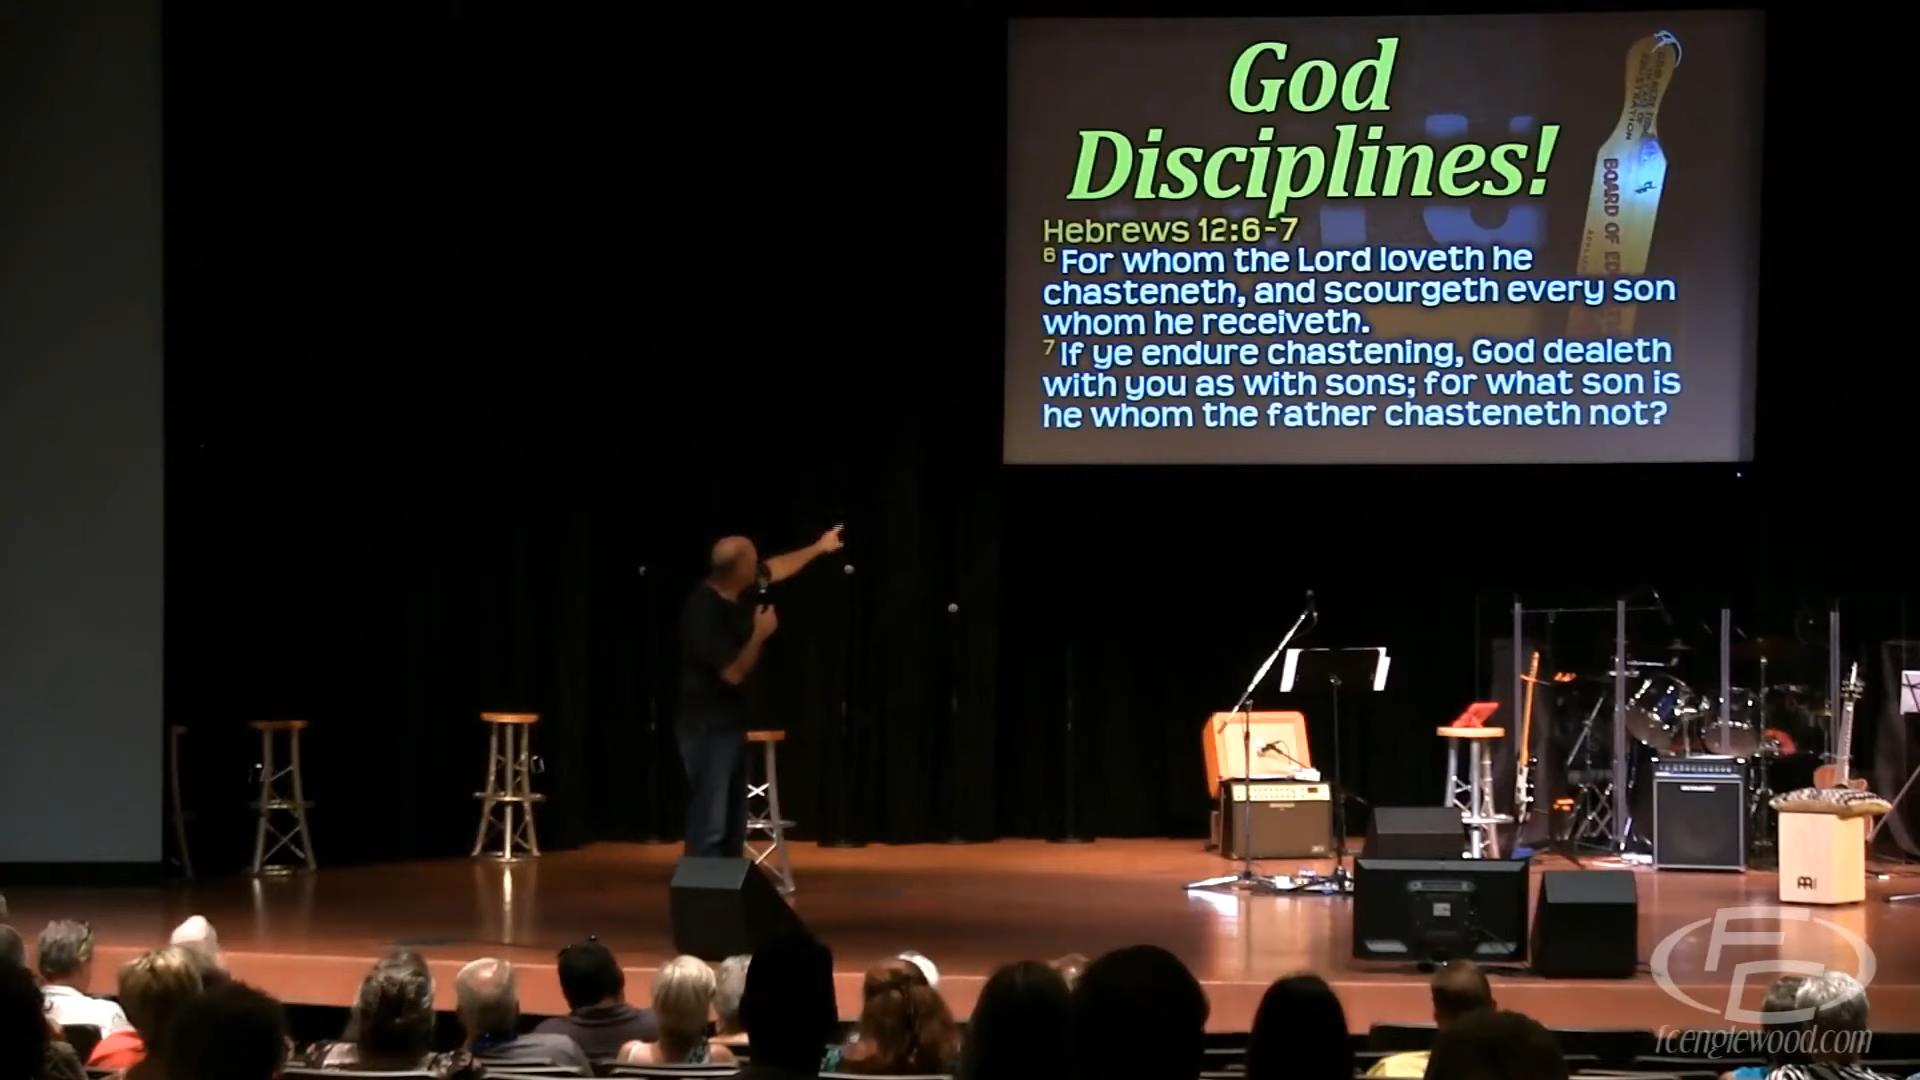 God
Disciplines!
Hebrews 12:6-7
6 For whom the Lord loveth he
chasteneth, and scourgeth every son
whom he receiveth.
7 If ye endure chastening, God dealeth
with you as with sons; for what son is
he whom the father chasteneth not?
BOARD OF
FC
fcenglewood.com